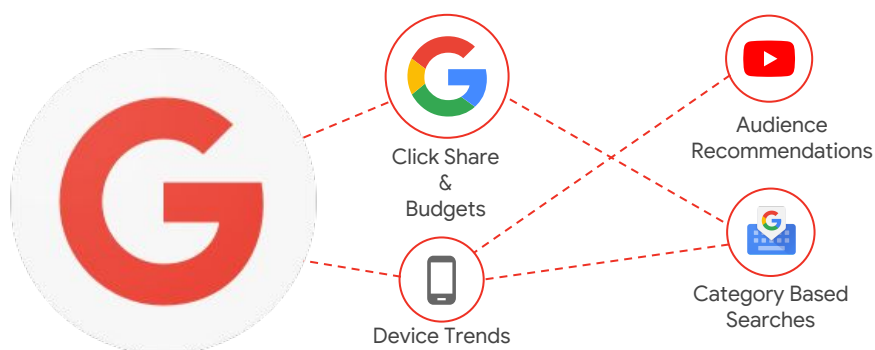 Click Share
&
Budgets
Device Trends
Audience
Recommendations
Category Based
Searches